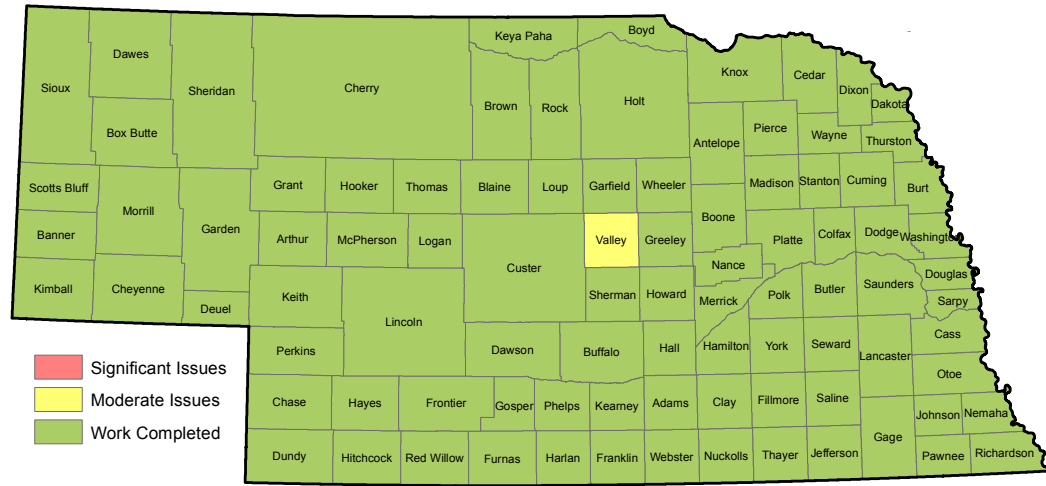 Keya Paha
Boyd
Dawes
Knox
Cedar
Sioux
Sheridan
Cherry
Dixon
Holt
Brown
Rock
Dakota
Box Butte
Pierce
Wayne
Antelope
Thurston
Scotts Bluff
Grant
Hooker
Thomas
Blaine
Loup
Garfield
Wheeler
Madison
Stanton
Cuming
Burt
Morrill
Boone
Garden
Banner
Arthur
McPherson
Logan
Valley
Greeley
Platte
Colfax
Dodge
Washington
Custer
Nance
Douglas
Kimball
Cheyenne
Keith
Sherman
Howard
Merrick
Polk
Butler
Saunders
Sarpy
Deuel
Lincoln
Cass
Perkins
Dawson
Buffalo
Hall
Hamilton
York
Seward
Lancaster
Significant Issues
Otoe
Moderate Issues
Chase
Hayes
Frontier
Gosper
Phelps
Kearney
Adams
Clay
Fillmore
Saline
Johnson
Nemaha
Work Completed
Gage
Dundy
Hitchcock
Red Willow
Furnas
Harlan
Franklin
Webster
Nuckolls
Thayer
Jefferson
Pawnee
Richardson